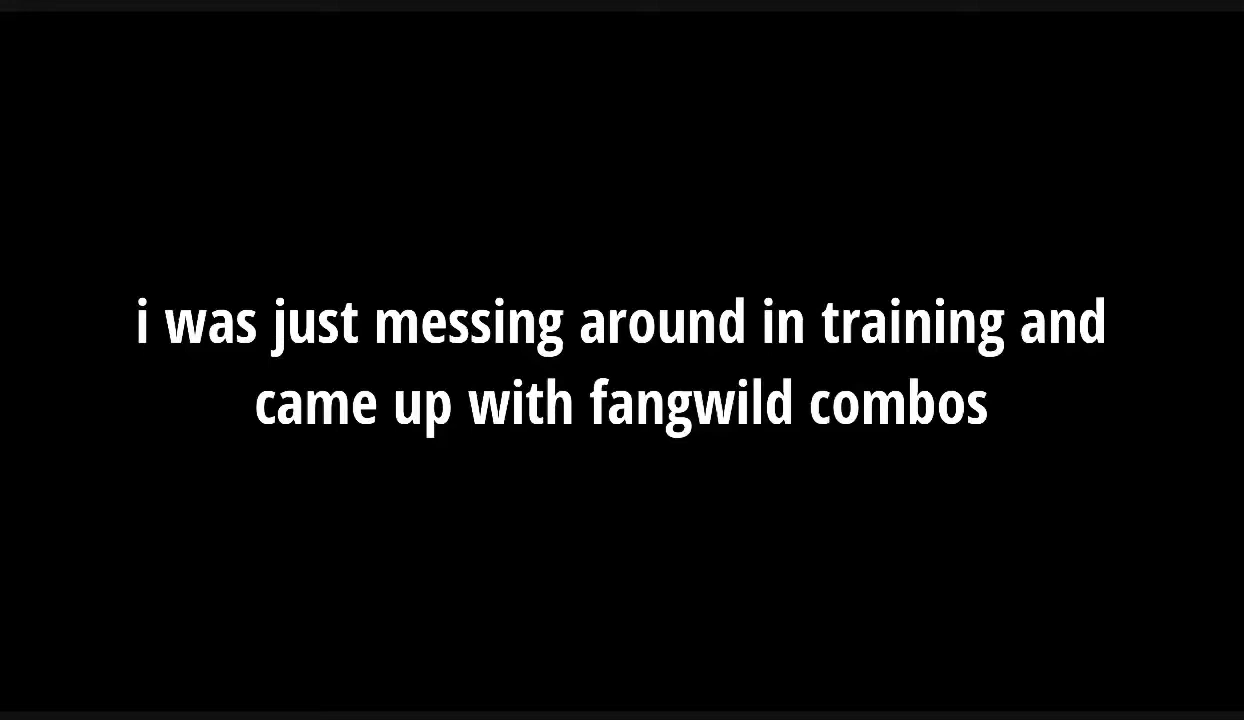 i was just messing around in training and
came up with fangwild combos